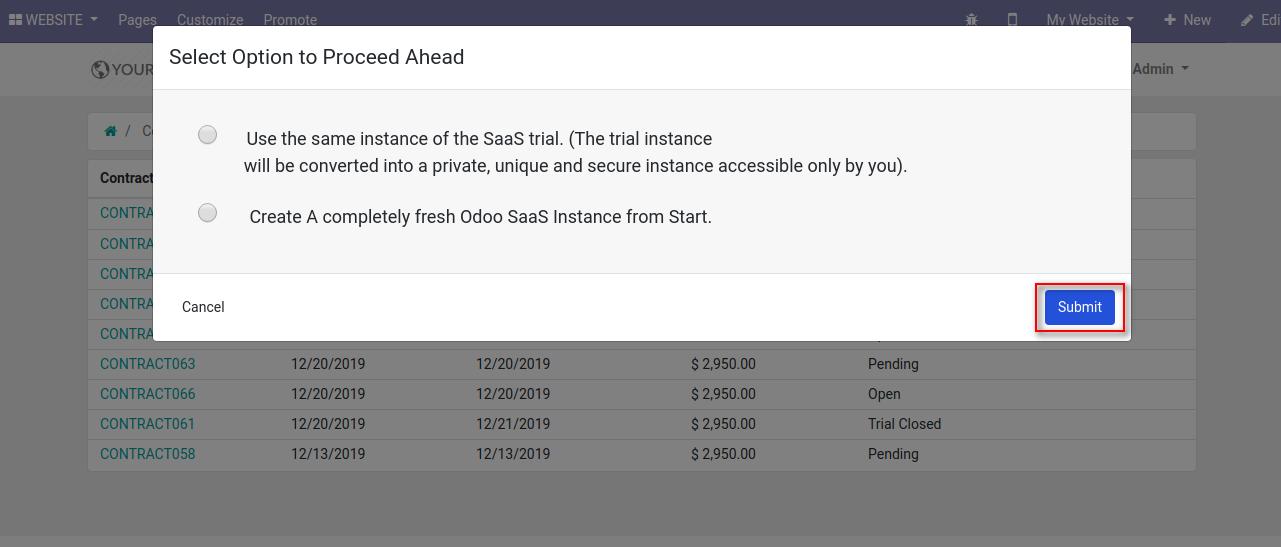 WEBSITE Pages Customize Promote My Website New Edi
Select Option to Proceed Ahead
YOUR Admin
Use the same instance of the SaaS trial. (The trial instance
will be converted into a private, unique and secure instance accessible only by you).
Create A completely fresh Odoo SaaS Instance from Start.
Cancel Submit
/ Co
Contract
CONTRA
CONTRA
CONTRA
CONTRA
CONTRA
CONTRACT063 12/20/2019 12/20/2019 $ 2,950.00 Pending
CONTRACT066 12/20/2019 12/20/2019 $ 2,950.00 Open
CONTRACT061 12/20/2019 12/21/2019 $ 2,950.00 Trial Closed
CONTRACT058 12/13/2019 12/13/2019 $ 2,950.00 Pending